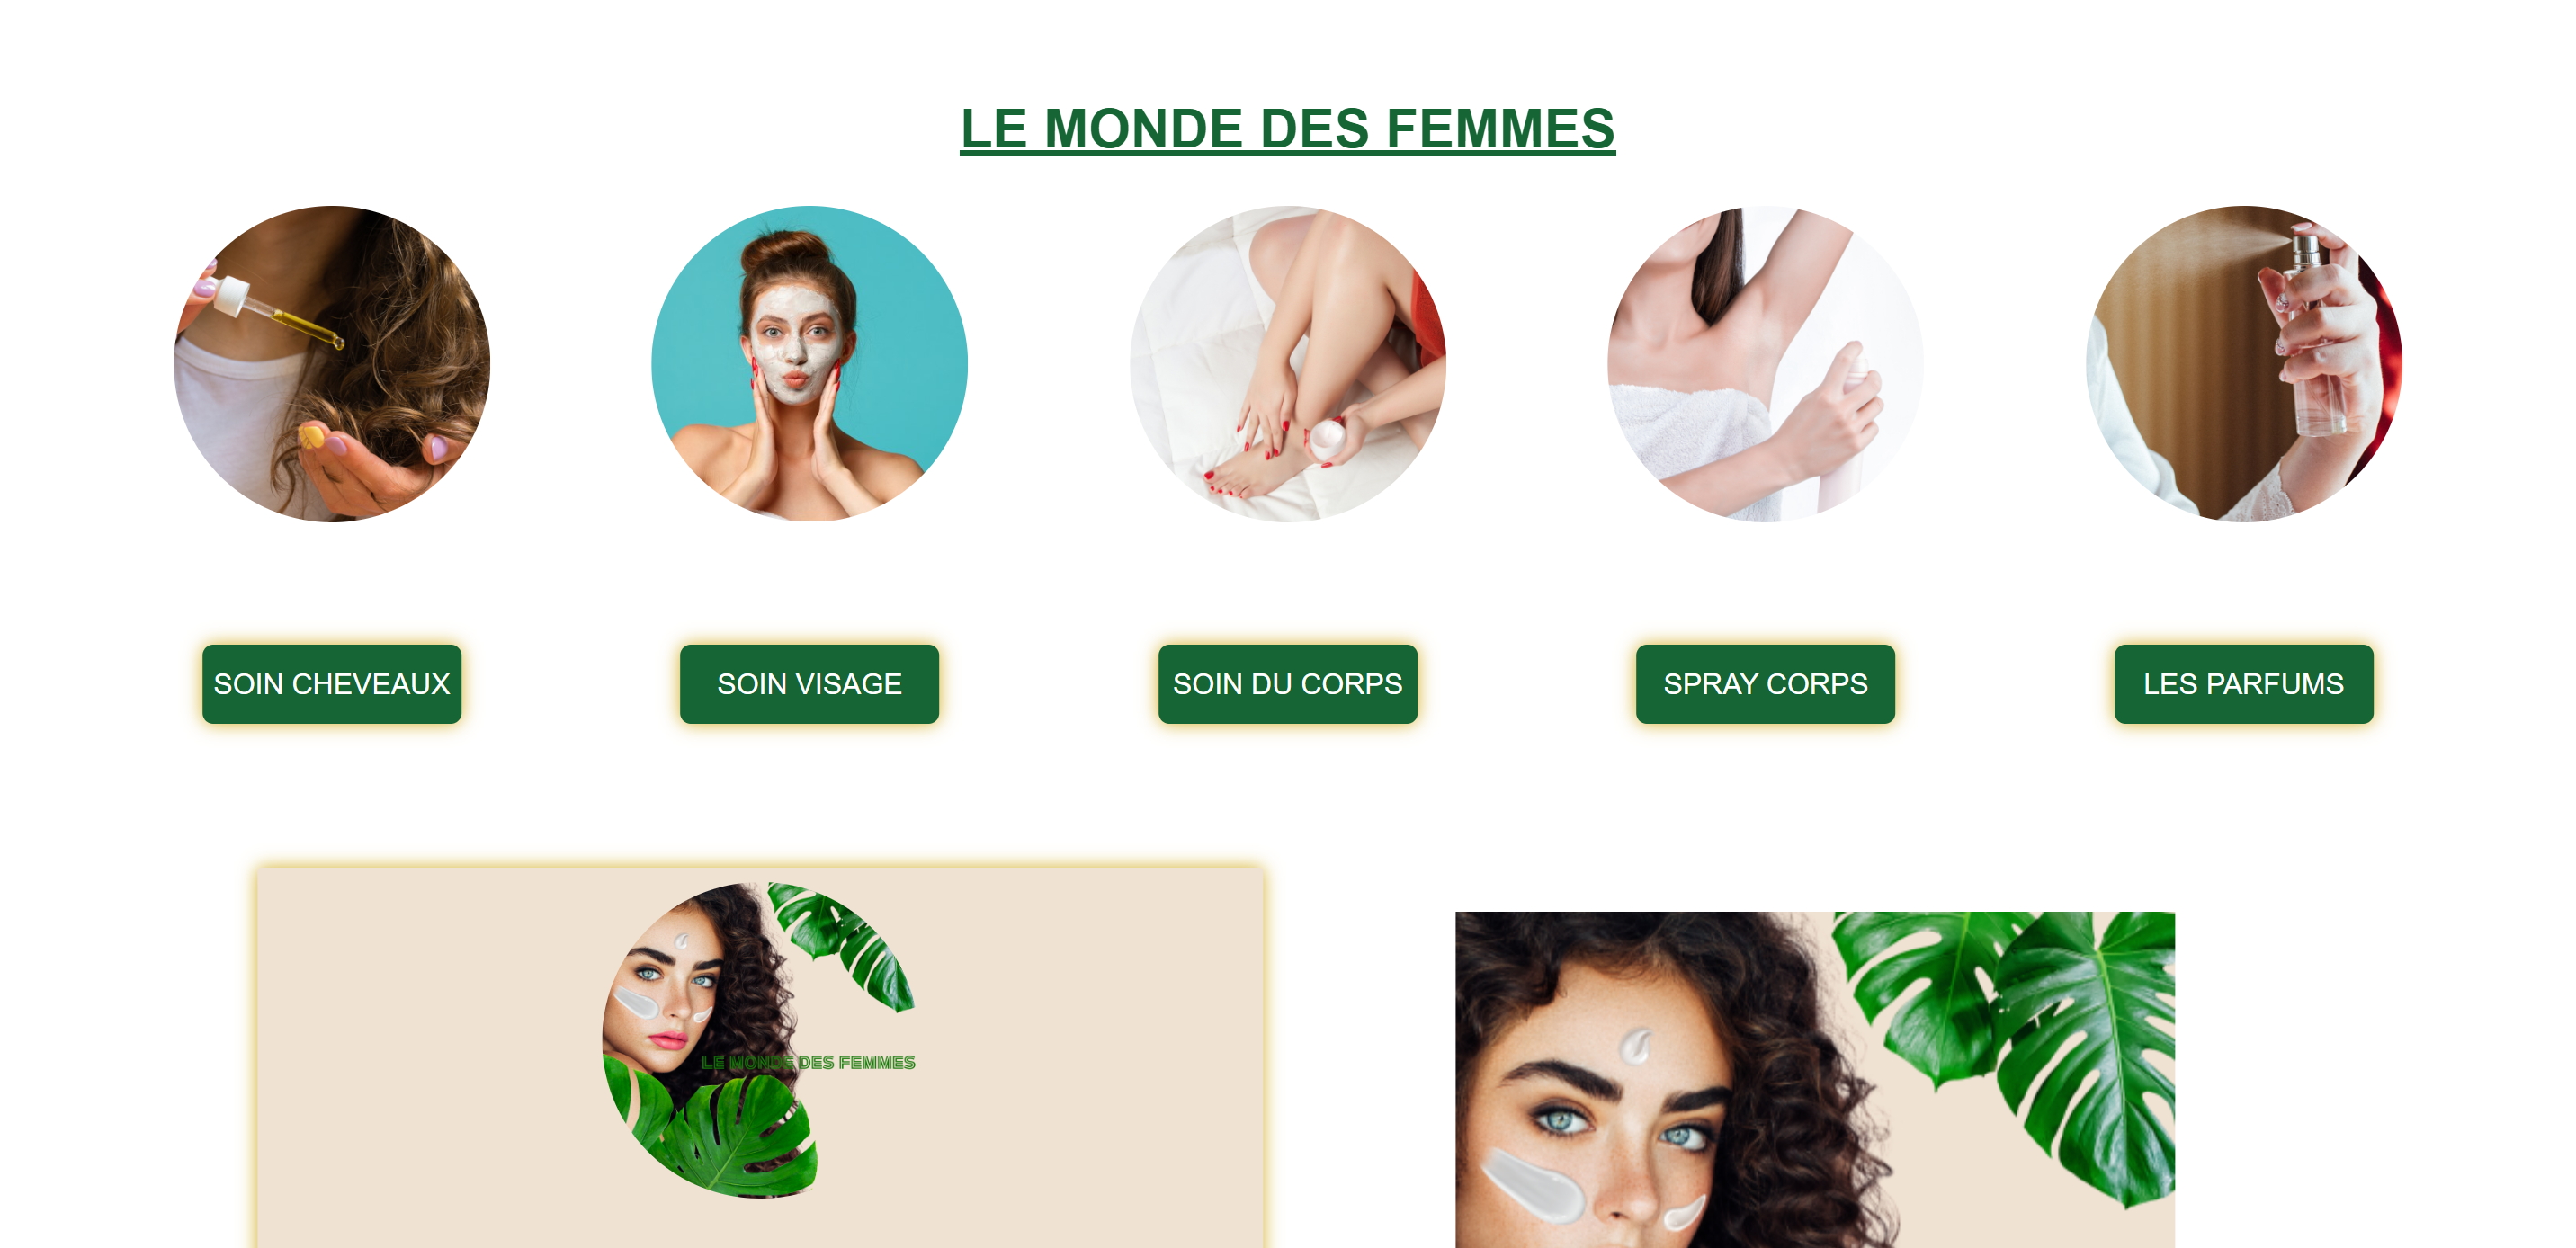 LE MONDE DES FEMMES
SOIN CHEVEAUX
SOIN VISAGE
SOIN DU CORPS
SPRAY CORPS
LES PARFUMS
LE MONDE DES FEMMES